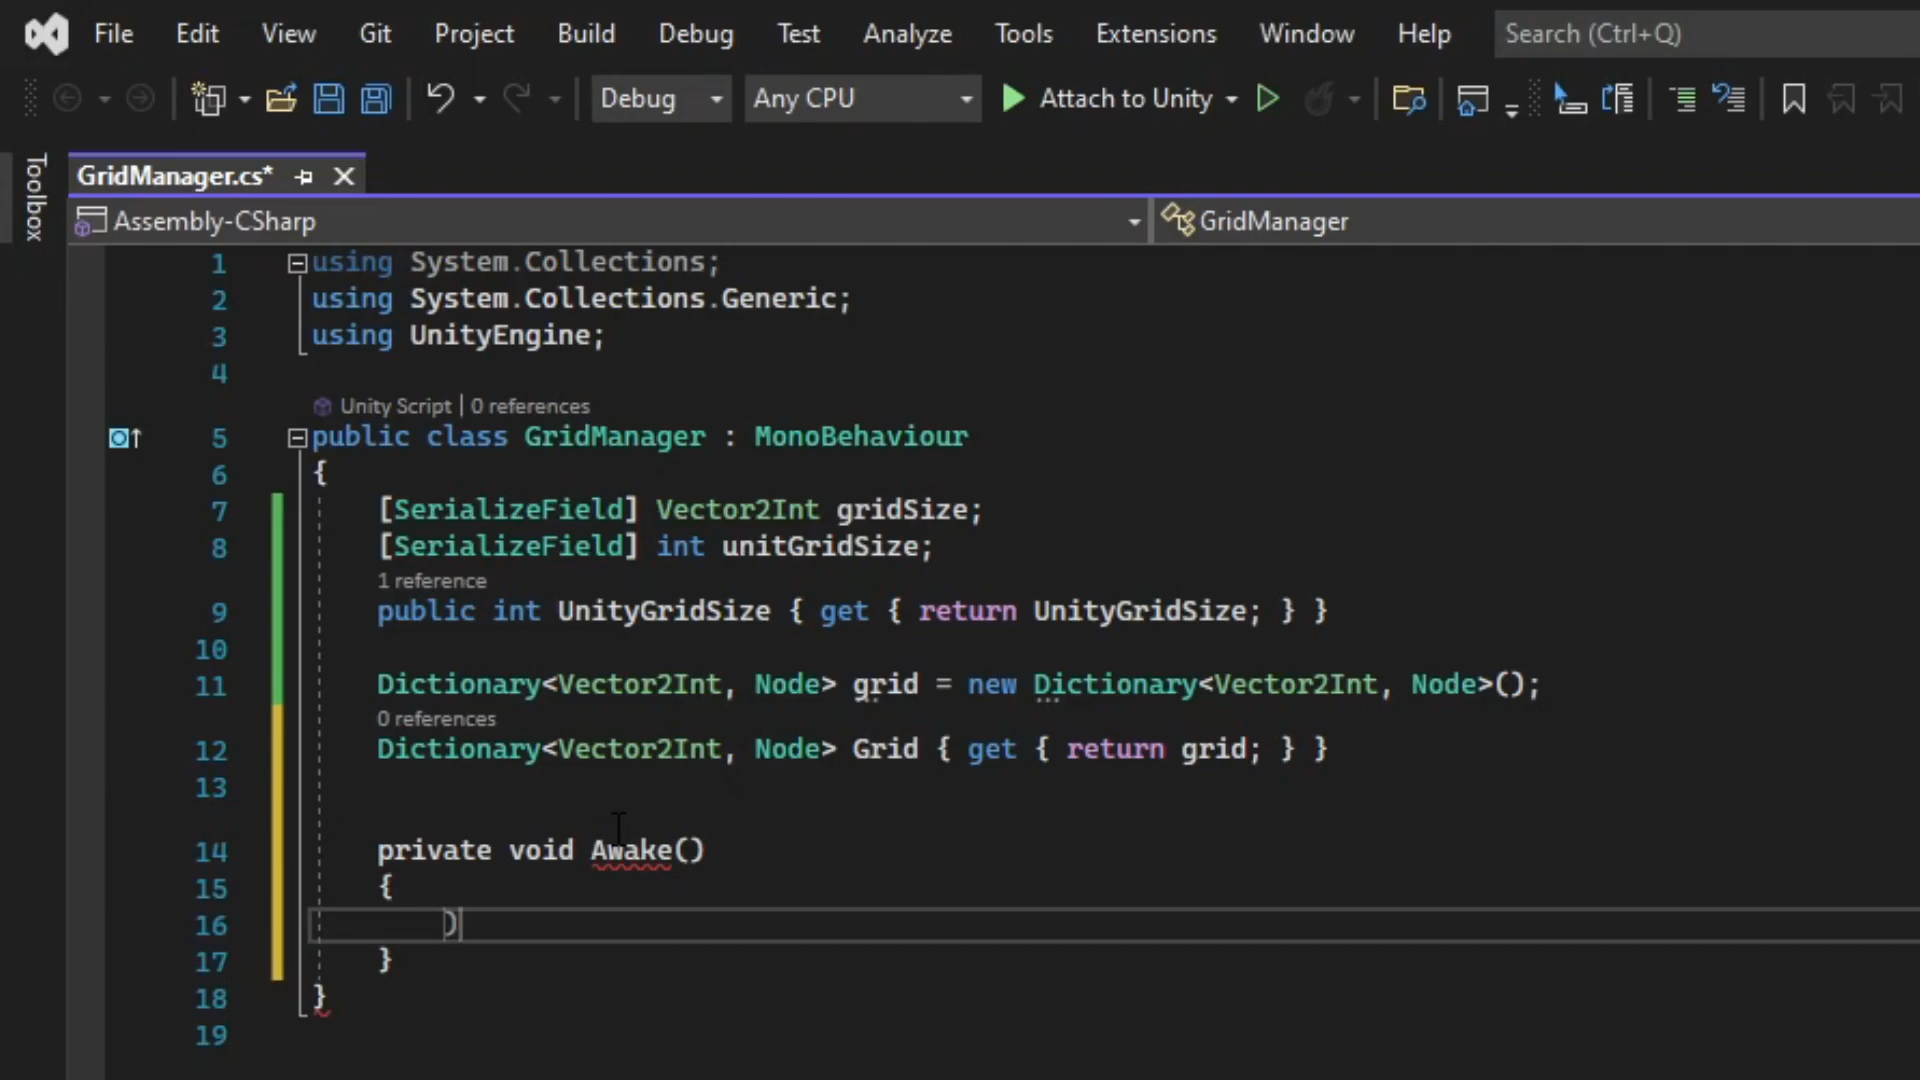 File Edit View Git Project Build Debug Test Analyze Tools Extensions Window Help Search (Ctrl+Q)
Debug Any CPU Attach to Unity
Toolbox
GridManager.cs*
Assembly-CSharp GridManager
1 using System.Collections;
2 using System.Collections.Generic;
3 using UnityEngine;
4
Unity Script | 0 references
5 public class GridManager : MonoBehaviour
6 {
7 [SerializeField] Vector2Int gridSize;
8 [SerializeField] int unitGridSize;
1 reference
9 public int UnityGridSize { get { return UnityGridSize; } }
10
11 Dictionary<Vector2Int, Node> grid = new Dictionary<Vector2Int, Node>();
0 references
12 Dictionary<Vector2Int, Node> Grid { get { return grid; } }
13
14 private void Awake()
15 {
16 )
17 }
18 }
19